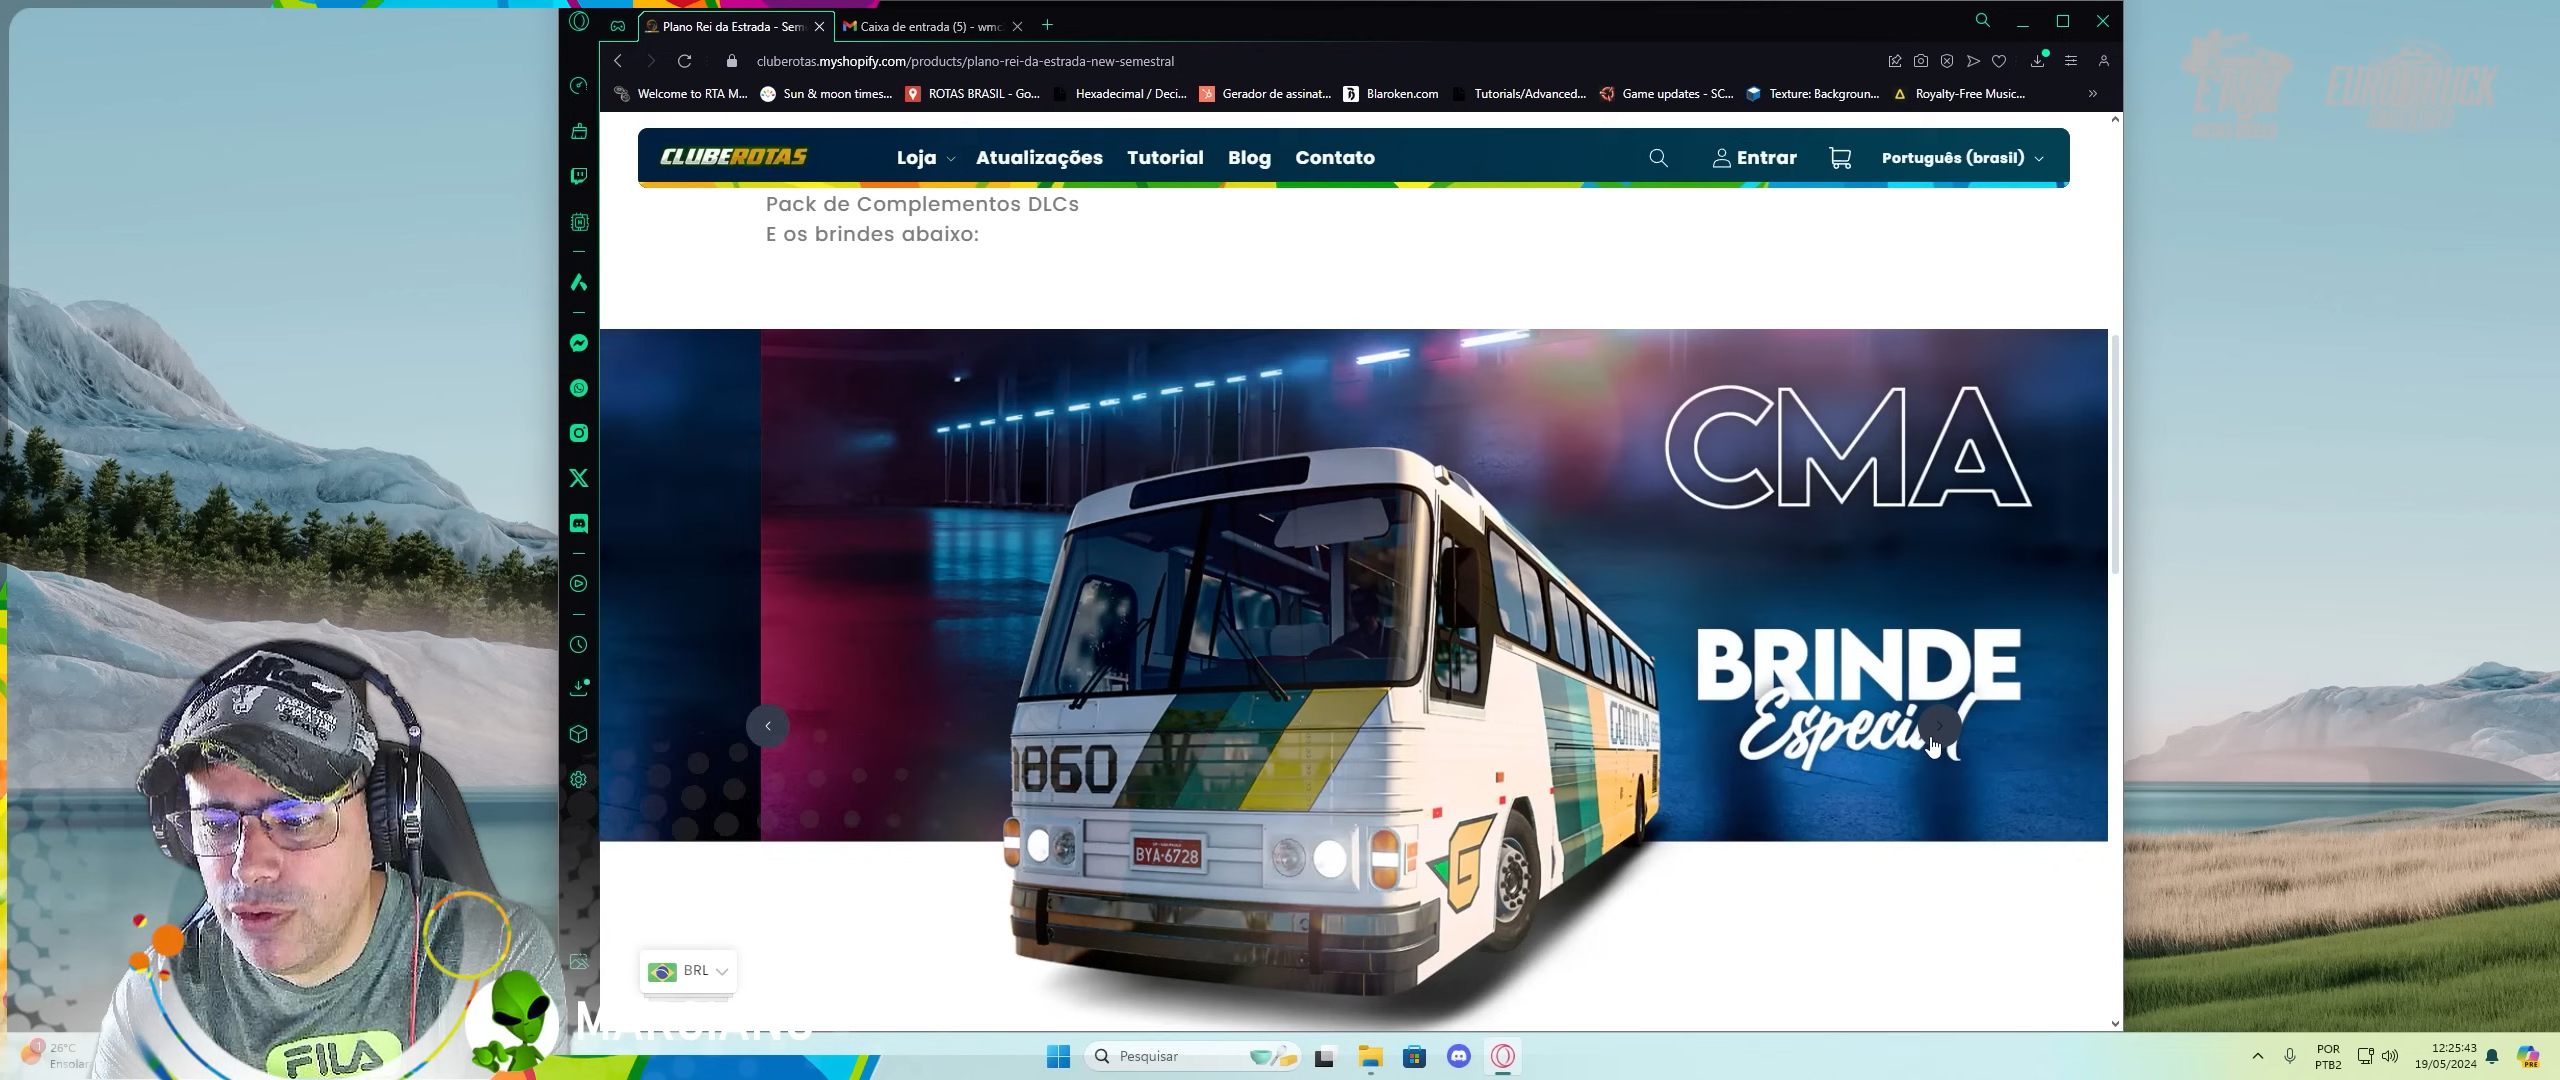 Plano Rei da Estrada - Sem
Caixa de entrada (5) - wmc
cluberotas.myshopify.com/products/plano-rei-da-estrada-new-semestral
Welcome to RTA M...
Sun & moon times...
ROTAS BRASIL - Go...
Hexadecimal / Deci...
Gerador de assinat...
Blaroken.com
Tutorials/Advanced...
Game updates - SC...
Texture: Backgroun...
Royalty-Free Music...
CLUBEROTAS
Loja
Atualizações
Tutorial
Blog
Contato
Entrar
Português (brasil)
Pack de Complementos DLCs
E os brindes abaixo:
CMA
BRINDE
Especial
GONTIJO
1860
BYA-6728
G
BRL
MARCIANO
FILA
26°C
Ensolar
Pesquisar
POR
PTB2
12:25:43
19/05/2024
PRE